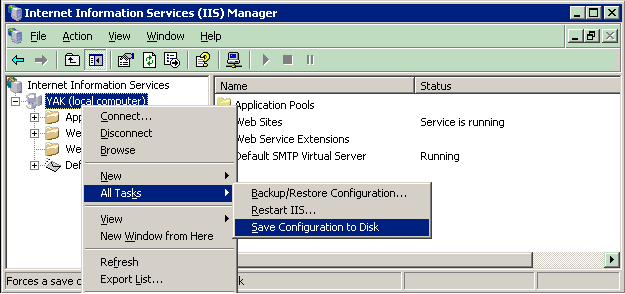 Internet Information Services (IIS) Manager
File Action View Window Help
Internet Information Services
YAK (local computer)
App
We
We
Defa
Name Status
Application Pools
Web Sites Service is running
Web Service Extensions
Default SMTP Virtual Server Running
Connect...
Disconnect
Browse
New
All Tasks
View
New Window from Here
Refresh
Export List...
Backup/Restore Configuration...
Restart IIS...
Save Configuration to Disk
Forces a save c
k